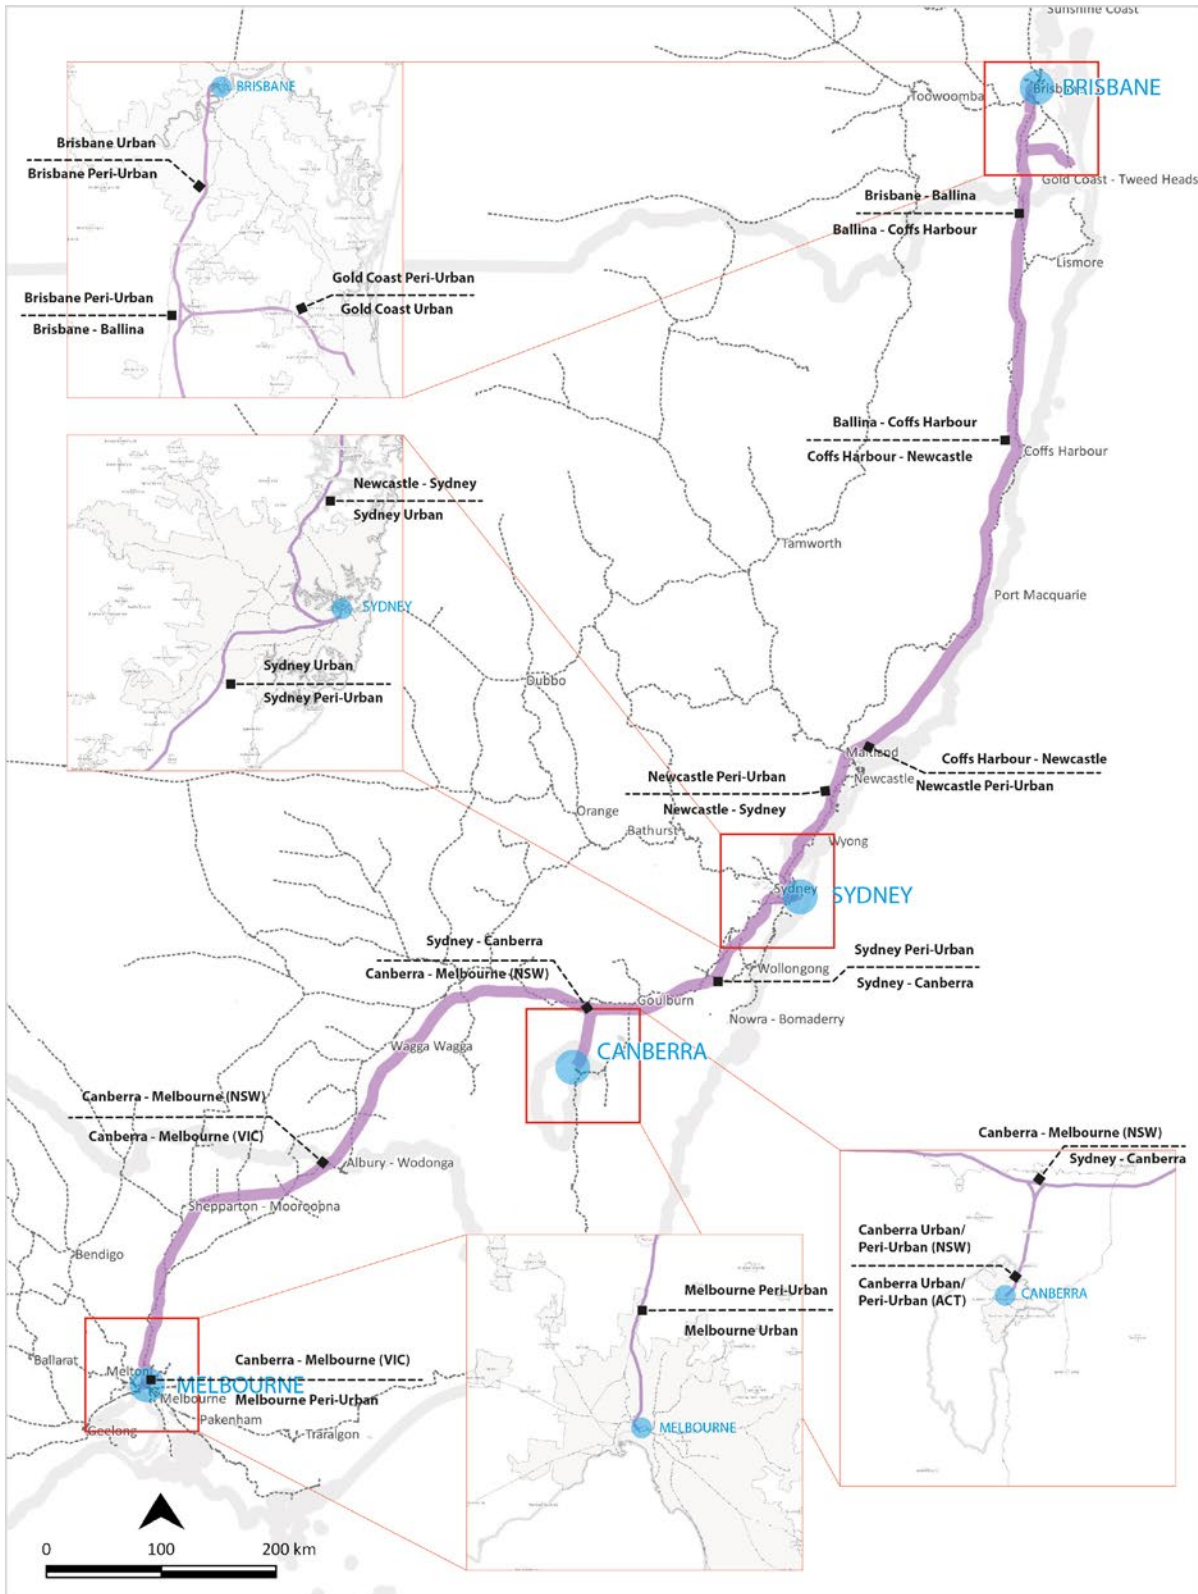 Sunshine Coast
BRISBANE
Brisbane
BRISBANE
Toowoomba
Brisbane Urban
Brisbane Peri-Urban
Gold Coast - Tweed Heads
Brisbane - Ballina
Ballina - Coffs Harbour
Lismore
Gold Coast Peri-Urban
Gold Coast Urban
Brisbane Peri-Urban
Brisbane - Ballina
Ballina - Coffs Harbour
Coffs Harbour - Newcastle
Coffs Harbour
Newcastle - Sydney
Sydney Urban
Tamworth
Port Macquarie
SYDNEY
Sydney Urban
Sydney Peri-Urban
Dubbo
Maitland
Coffs Harbour - Newcastle
Newcastle Peri-Urban
Newcastle
Newcastle Peri-Urban
Newcastle - Sydney
Orange
Bathurst
Wyong
Sydney
SYDNEY
Sydney - Canberra
Canberra - Melbourne (NSW)
Sydney Peri-Urban
Sydney - Canberra
Wollongong
Goulburn
Nowra - Bomaderry
Wagga Wagga
CANBERRA
Canberra - Melbourne (NSW)
Canberra - Melbourne (VIC)
Albury - Wodonga
Canberra - Melbourne (NSW)
Sydney - Canberra
Shepparton - Mooroopna
Bendigo
Canberra Urban/
Peri-Urban (NSW)
Canberra Urban/
Peri-Urban (ACT)
CANBERRA
Melbourne Peri-Urban
Melbourne Urban
Ballarat
Melton
Canberra - Melbourne (VIC)
MELBOURNE
Melbourne
Melbourne Peri-Urban
Pakenham
Geelong
Traralgon
MELBOURNE
0 100 200 km